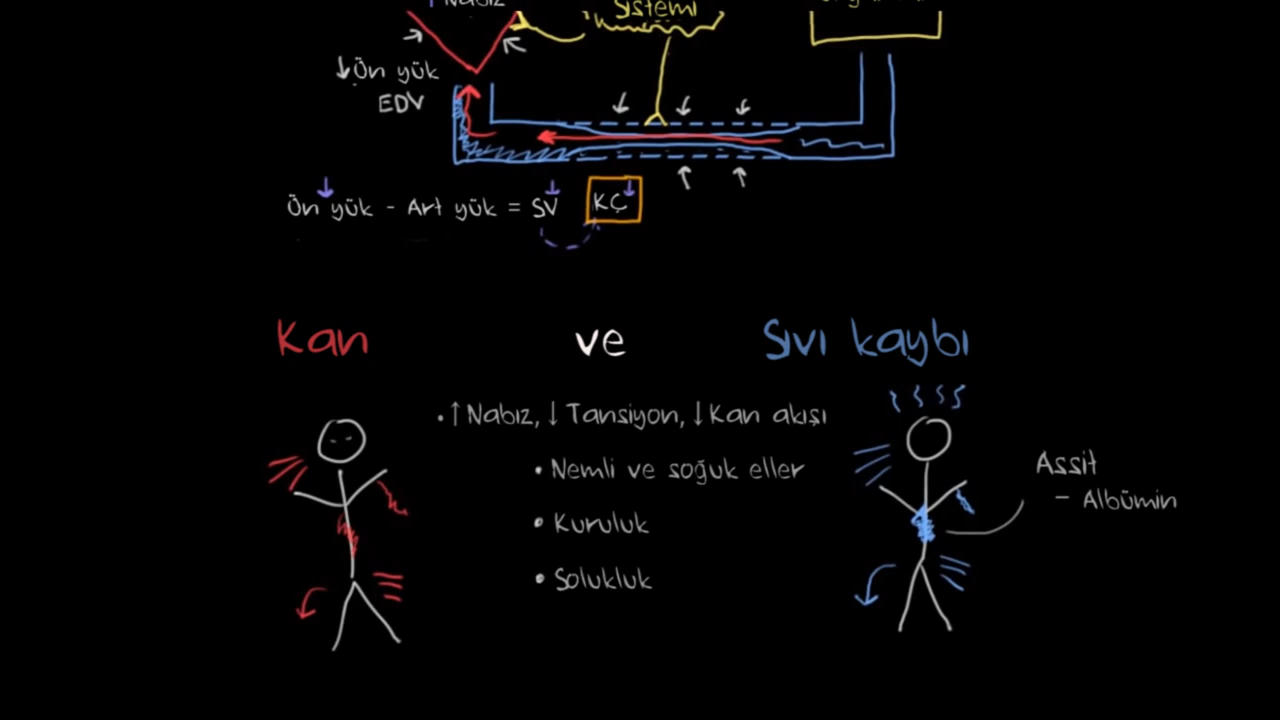 ↑ Nabız
Sistemi
↓Ön yük
EDV
Ön yük - Art yük = SV KÇ
Kan ve Sıvı kaybı
• ↑Nabız, ↓Tansiyon, ↓Kan akışı
• Nemli ve soğuk eller
• Kuruluk
• Solukluk
Assit
- Albümin